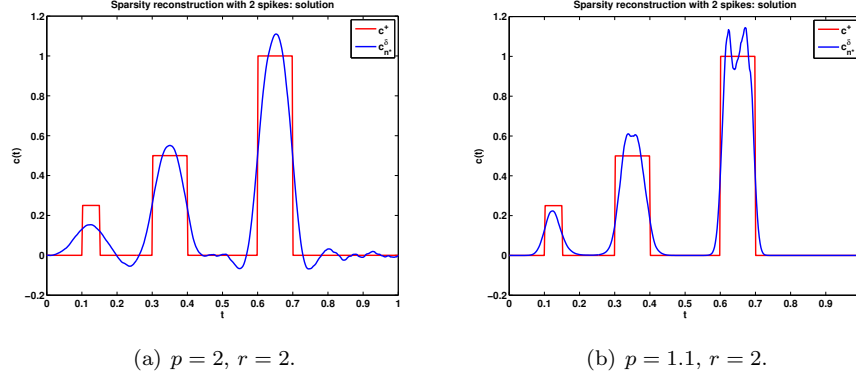 Sparsity reconstruction with 2 spikes: solution
1.2
1
0.8
0.6
0.4
0.2
0
−0.2
c(t)
c⁺
c^δ_n*
0 0.1 0.2 0.3 0.4 0.5 0.6 0.7 0.8 0.9 1
t
(a) p = 2, r = 2.
Sparsity reconstruction with 2 spikes: solution
1.2
1
0.8
0.6
0.4
0.2
0
−0.2
c(t)
c⁺
c^δ_n*
0 0.1 0.2 0.3 0.4 0.5 0.6 0.7 0.8 0.9
t
(b) p = 1.1, r = 2.